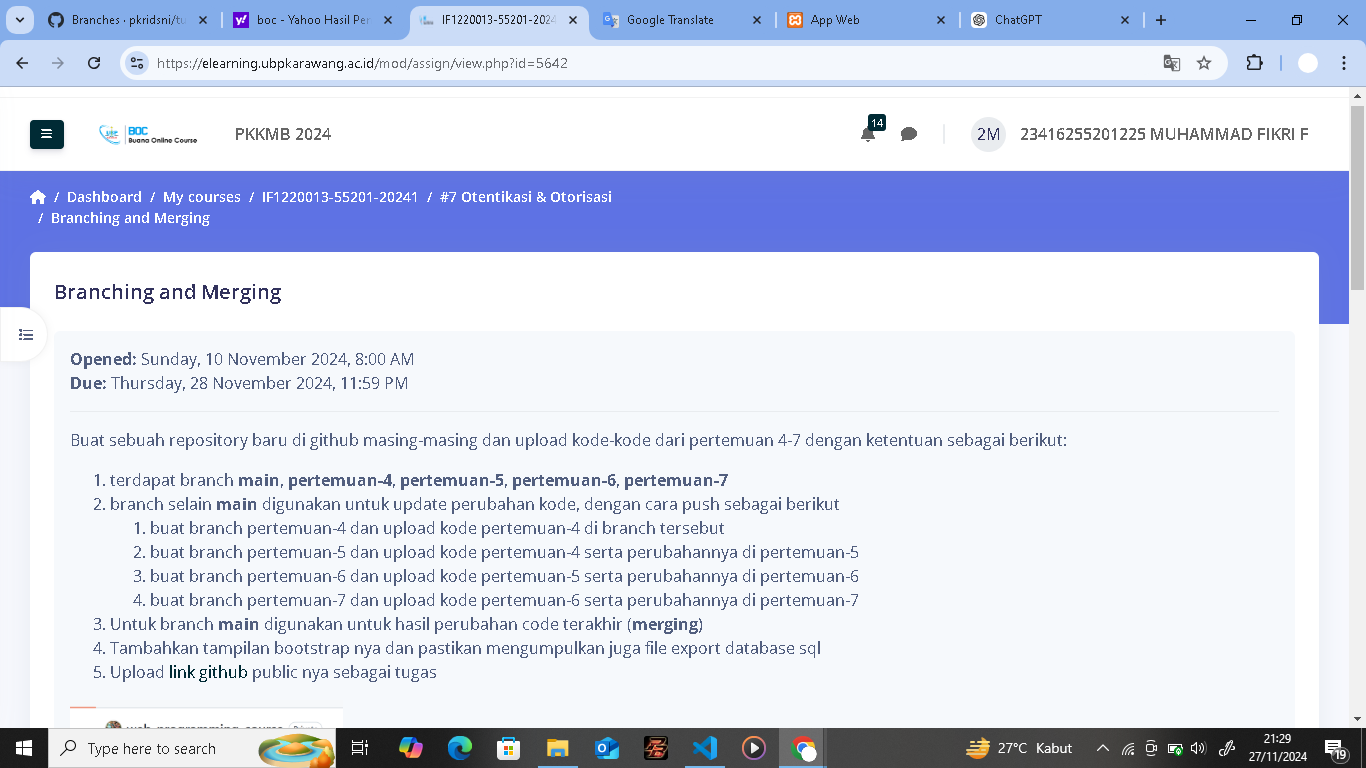 Branches · pkridsni/tu
boc - Yahoo Hasil Pen
IF1220013-55201-2024
Google Translate
App Web
ChatGPT
https://elearning.ubpkarawang.ac.id/mod/assign/view.php?id=5642
BOC
Buana Online Course
PKKMB 2024
14
2M
23416255201225 MUHAMMAD FIKRI F
/ Dashboard / My courses / IF1220013-55201-20241 / #7 Otentikasi & Otorisasi
/ Branching and Merging
Branching and Merging
Opened: Sunday, 10 November 2024, 8:00 AM
Due: Thursday, 28 November 2024, 11:59 PM
Buat sebuah repository baru di github masing-masing dan upload kode-kode dari pertemuan 4-7 dengan ketentuan sebagai berikut:
1. terdapat branch main, pertemuan-4, pertemuan-5, pertemuan-6, pertemuan-7
2. branch selain main digunakan untuk update perubahan kode, dengan cara push sebagai berikut
1. buat branch pertemuan-4 dan upload kode pertemuan-4 di branch tersebut
2. buat branch pertemuan-5 dan upload kode pertemuan-4 serta perubahannya di pertemuan-5
3. buat branch pertemuan-6 dan upload kode pertemuan-5 serta perubahannya di pertemuan-6
4. buat branch pertemuan-7 dan upload kode pertemuan-6 serta perubahannya di pertemuan-7
3. Untuk branch main digunakan untuk hasil perubahan code terakhir (merging)
4. Tambahkan tampilan bootstrap nya dan pastikan mengumpulkan juga file export database sql
5. Upload link github public nya sebagai tugas
Type here to search
27°C Kabut
21:29
27/11/2024
19